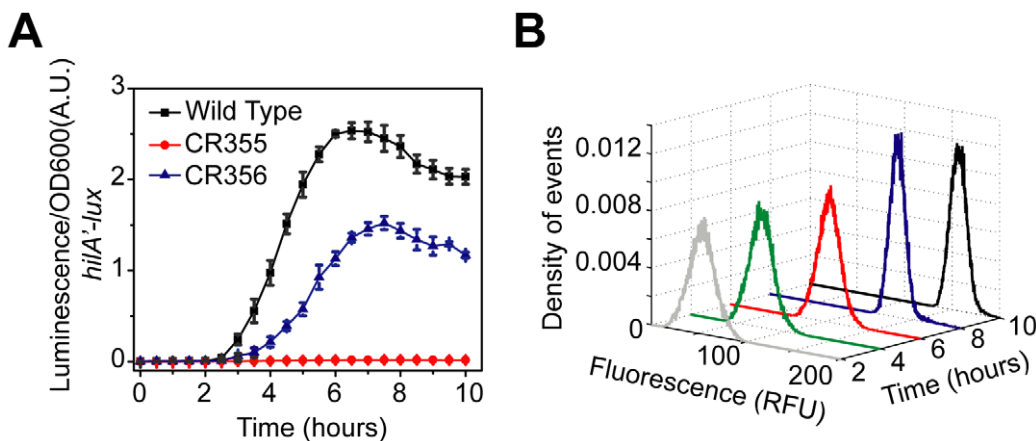 A
Luminescence/OD600(A.U.)
hilA'-lux
3
2
1
0
Wild Type
CR355
CR356
0 2 4 6 8 10
Time (hours)
B
Density of events
0.012
0.008
0.004
0
100
200
Fluorescence (RFU)
2 4 6 8 10
Time (hours)